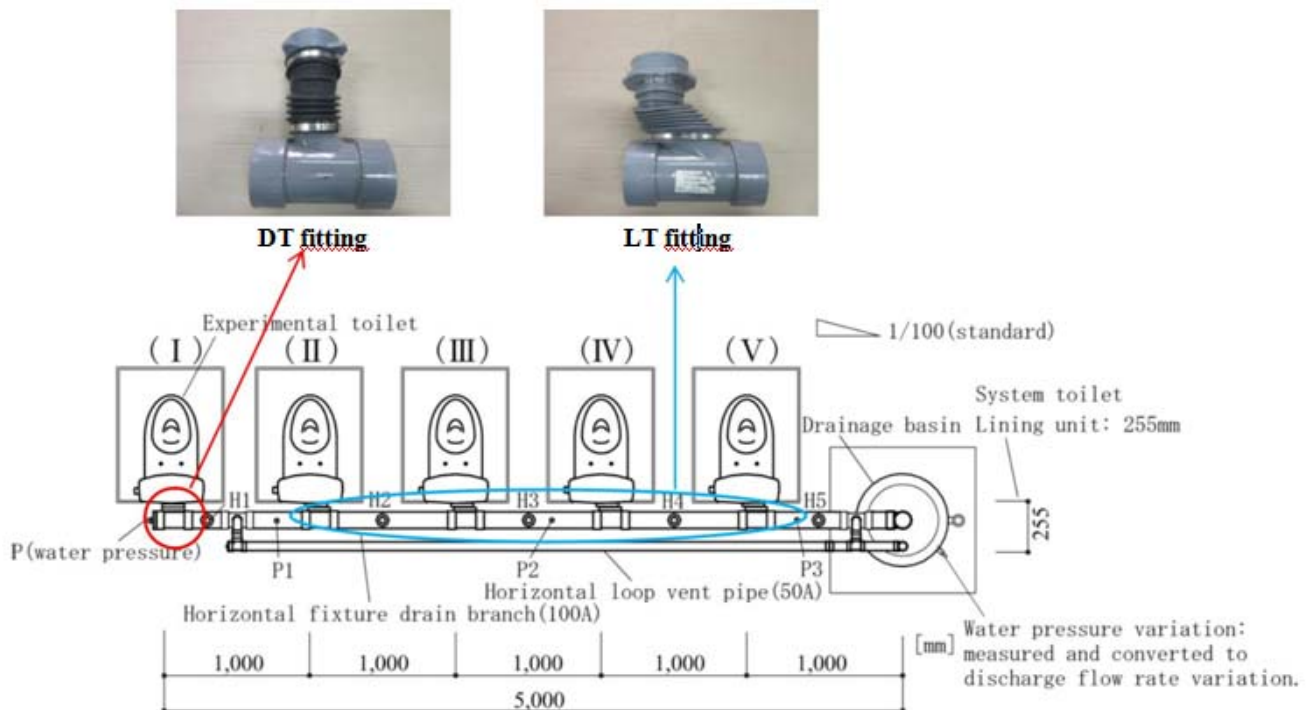 DT fitting
LT fitting
Experimental toilet
1/100(standard)
(Ⅰ)
(Ⅱ)
(Ⅲ)
(Ⅳ)
(Ⅴ)
System toilet
Drainage basin
Lining unit: 255mm
H1
H2
H3
H4
H5
255
P(water pressure)
P1
P2
P3
Horizontal loop vent pipe(50A)
Horizontal fixture drain branch(100A)
[mm]
Water pressure variation:
measured and converted to
discharge flow rate variation.
1,000
1,000
1,000
1,000
1,000
5,000